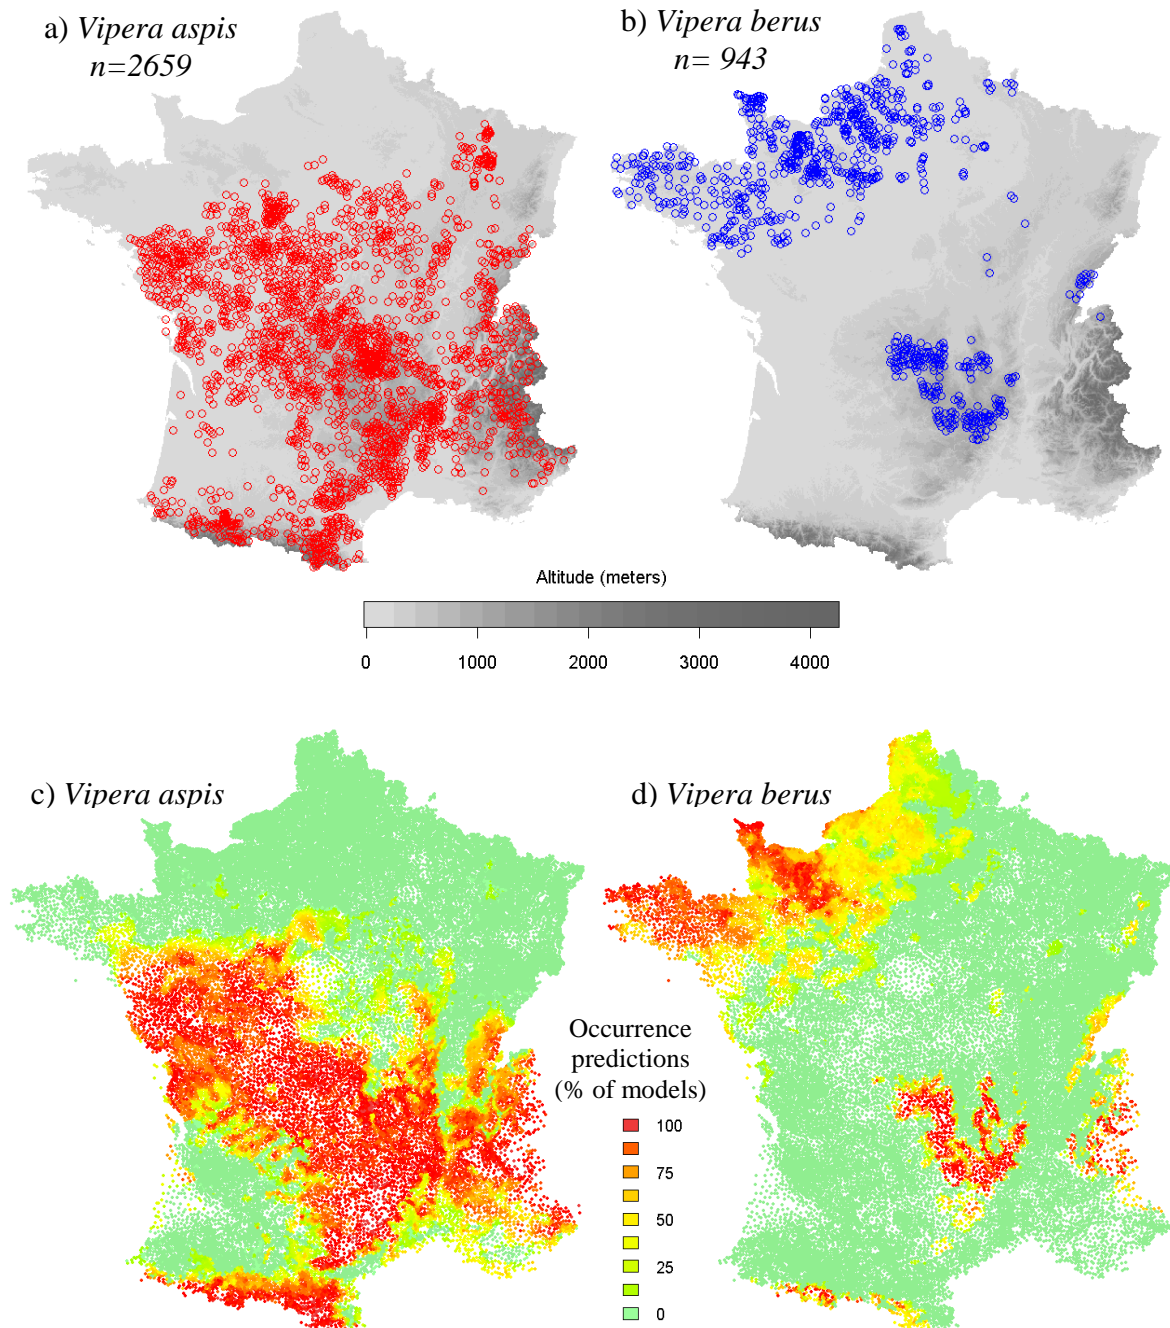 a) Vipera aspis
n=2659
b) Vipera berus
n= 943
Altitude (meters)
0 1000 2000 3000 4000
c) Vipera aspis
d) Vipera berus
Occurrence
predictions
(% of models)
100
75
50
25
0